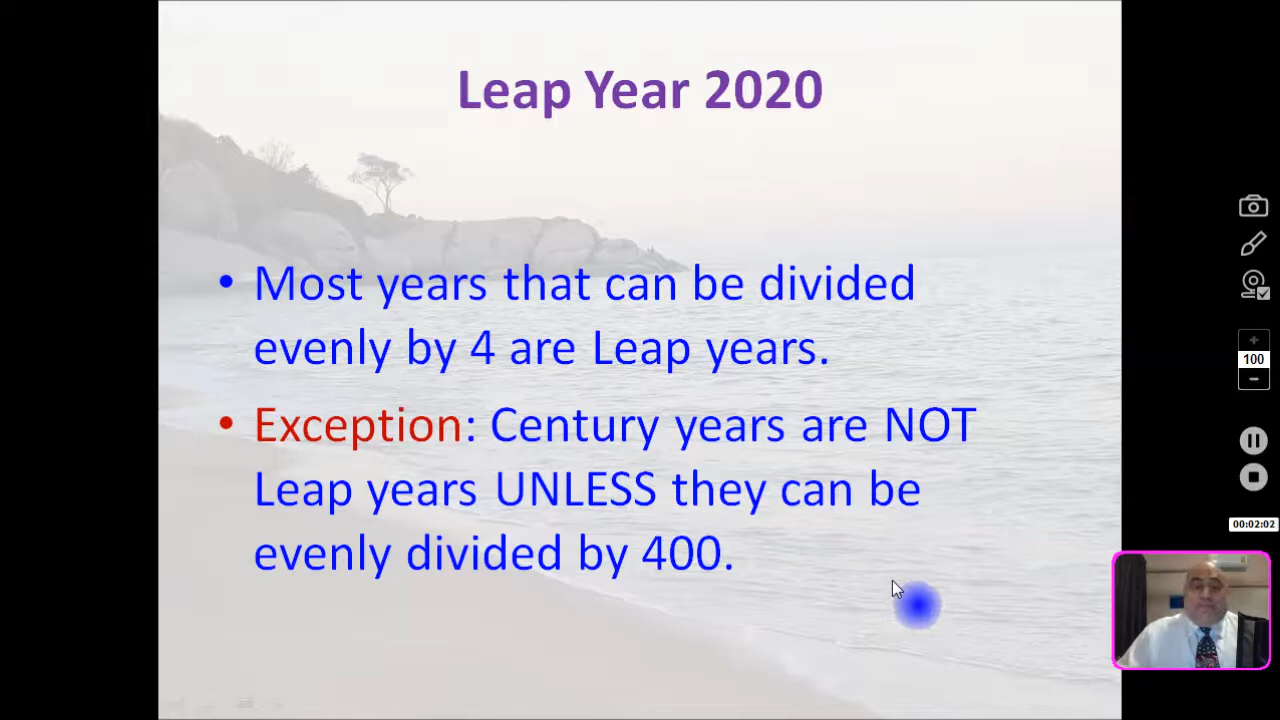 Leap Year 2020
• Most years that can be divided
evenly by 4 are Leap years.
• Exception: Century years are NOT
Leap years UNLESS they can be
evenly divided by 400.
100
00:02:02